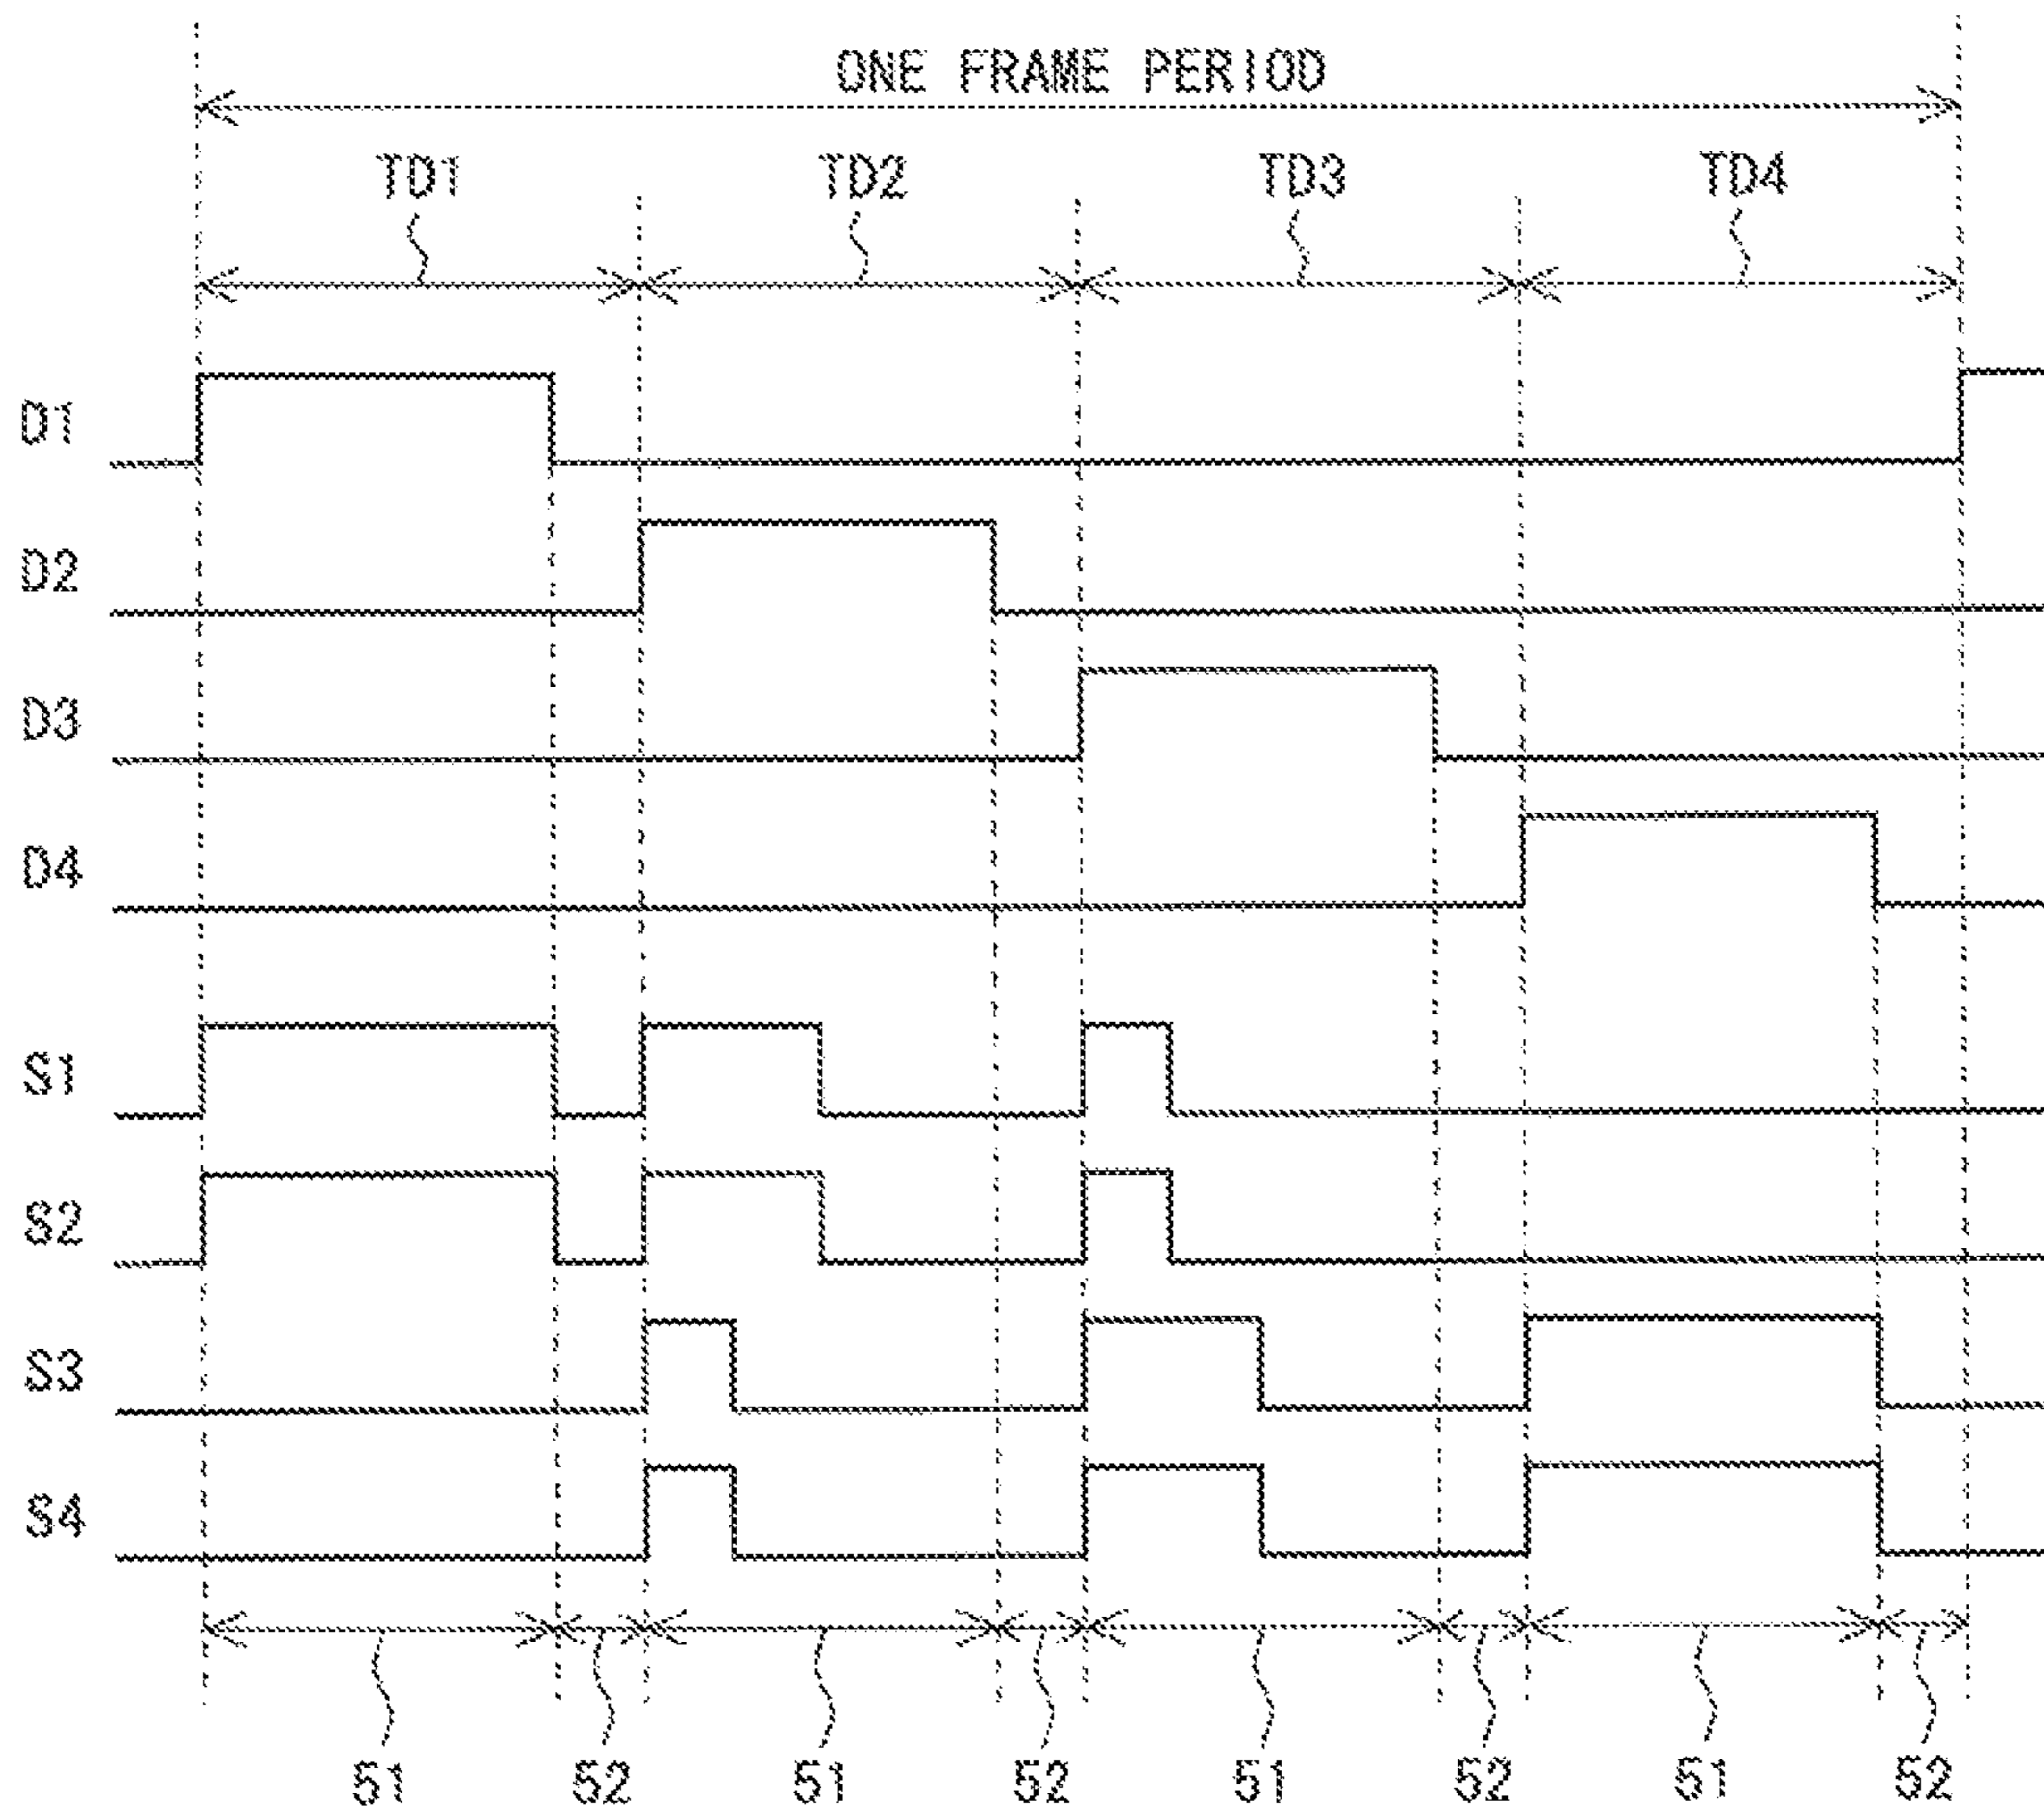 ONE FRAME PERIOD
TD1 TD2 TD3 TD4
D1
D2
D3
D4
S1
S2
S3
S4
51 52 51 52 51 52 51 52